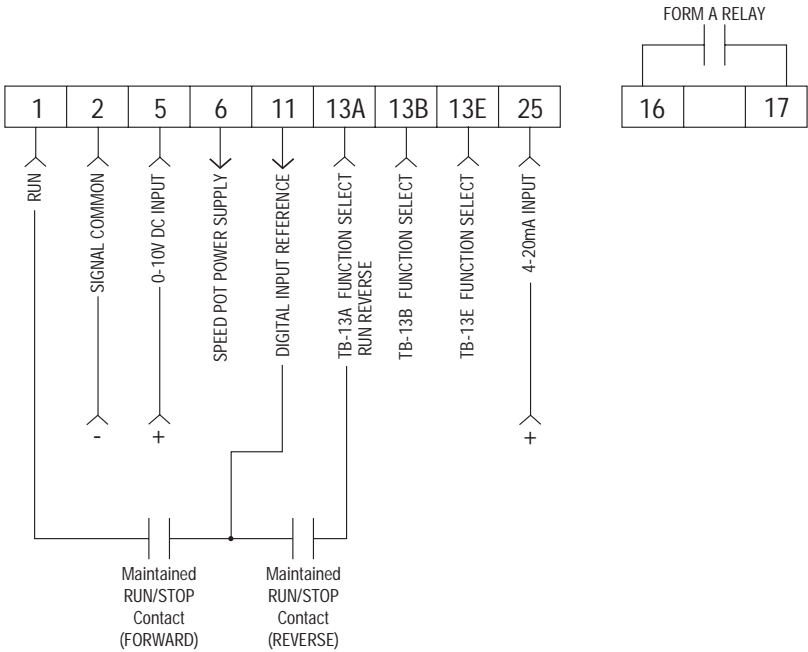 FORM A RELAY
1 2 5 6 11 13A 13B 13E 25
16 17
RUN
SIGNAL COMMON
0-10V DC INPUT
SPEED POT POWER SUPPLY
DIGITAL INPUT REFERENCE
TB-13A FUNCTION SELECT
RUN REVERSE
TB-13B FUNCTION SELECT
TB-13E FUNCTION SELECT
4-20mA INPUT
-
+
+
Maintained
RUN/STOP
Contact
(FORWARD)
Maintained
RUN/STOP
Contact
(REVERSE)